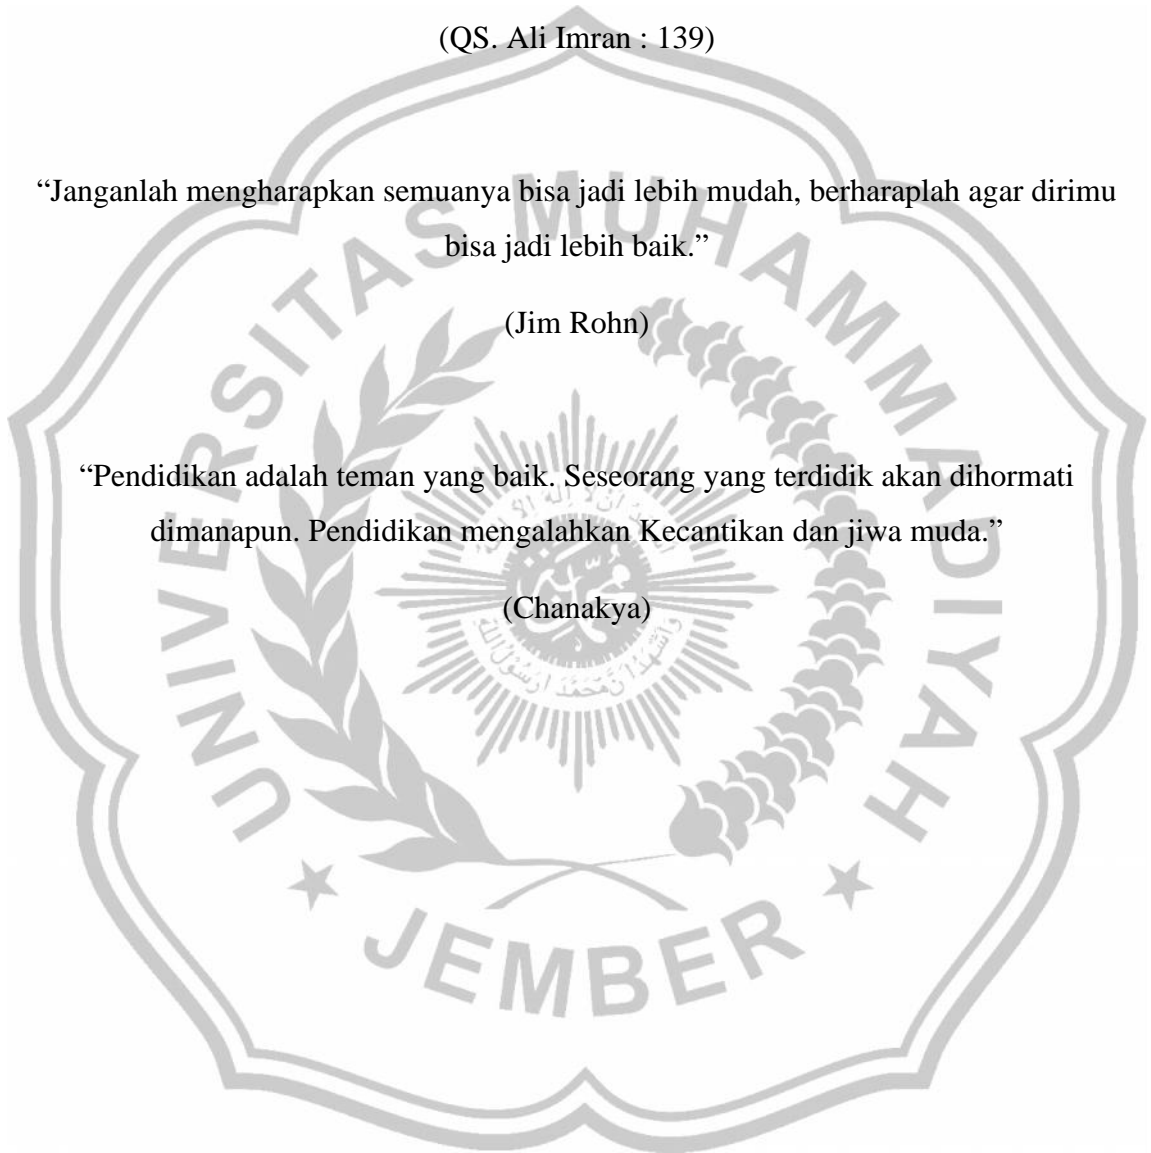 (QS. Ali Imran : 139)
“Janganlah mengharapkan semuanya bisa jadi lebih mudah, berharaplah agar dirimu
bisa jadi lebih baik.”
(Jim Rohn)
“Pendidikan adalah teman yang baik. Seseorang yang terdidik akan dihormati
dimanapun. Pendidikan mengalahkan Kecantikan dan jiwa muda.”
(Chanakya)
UNIVERSITAS MUHAMMADIYAH
JEMBER